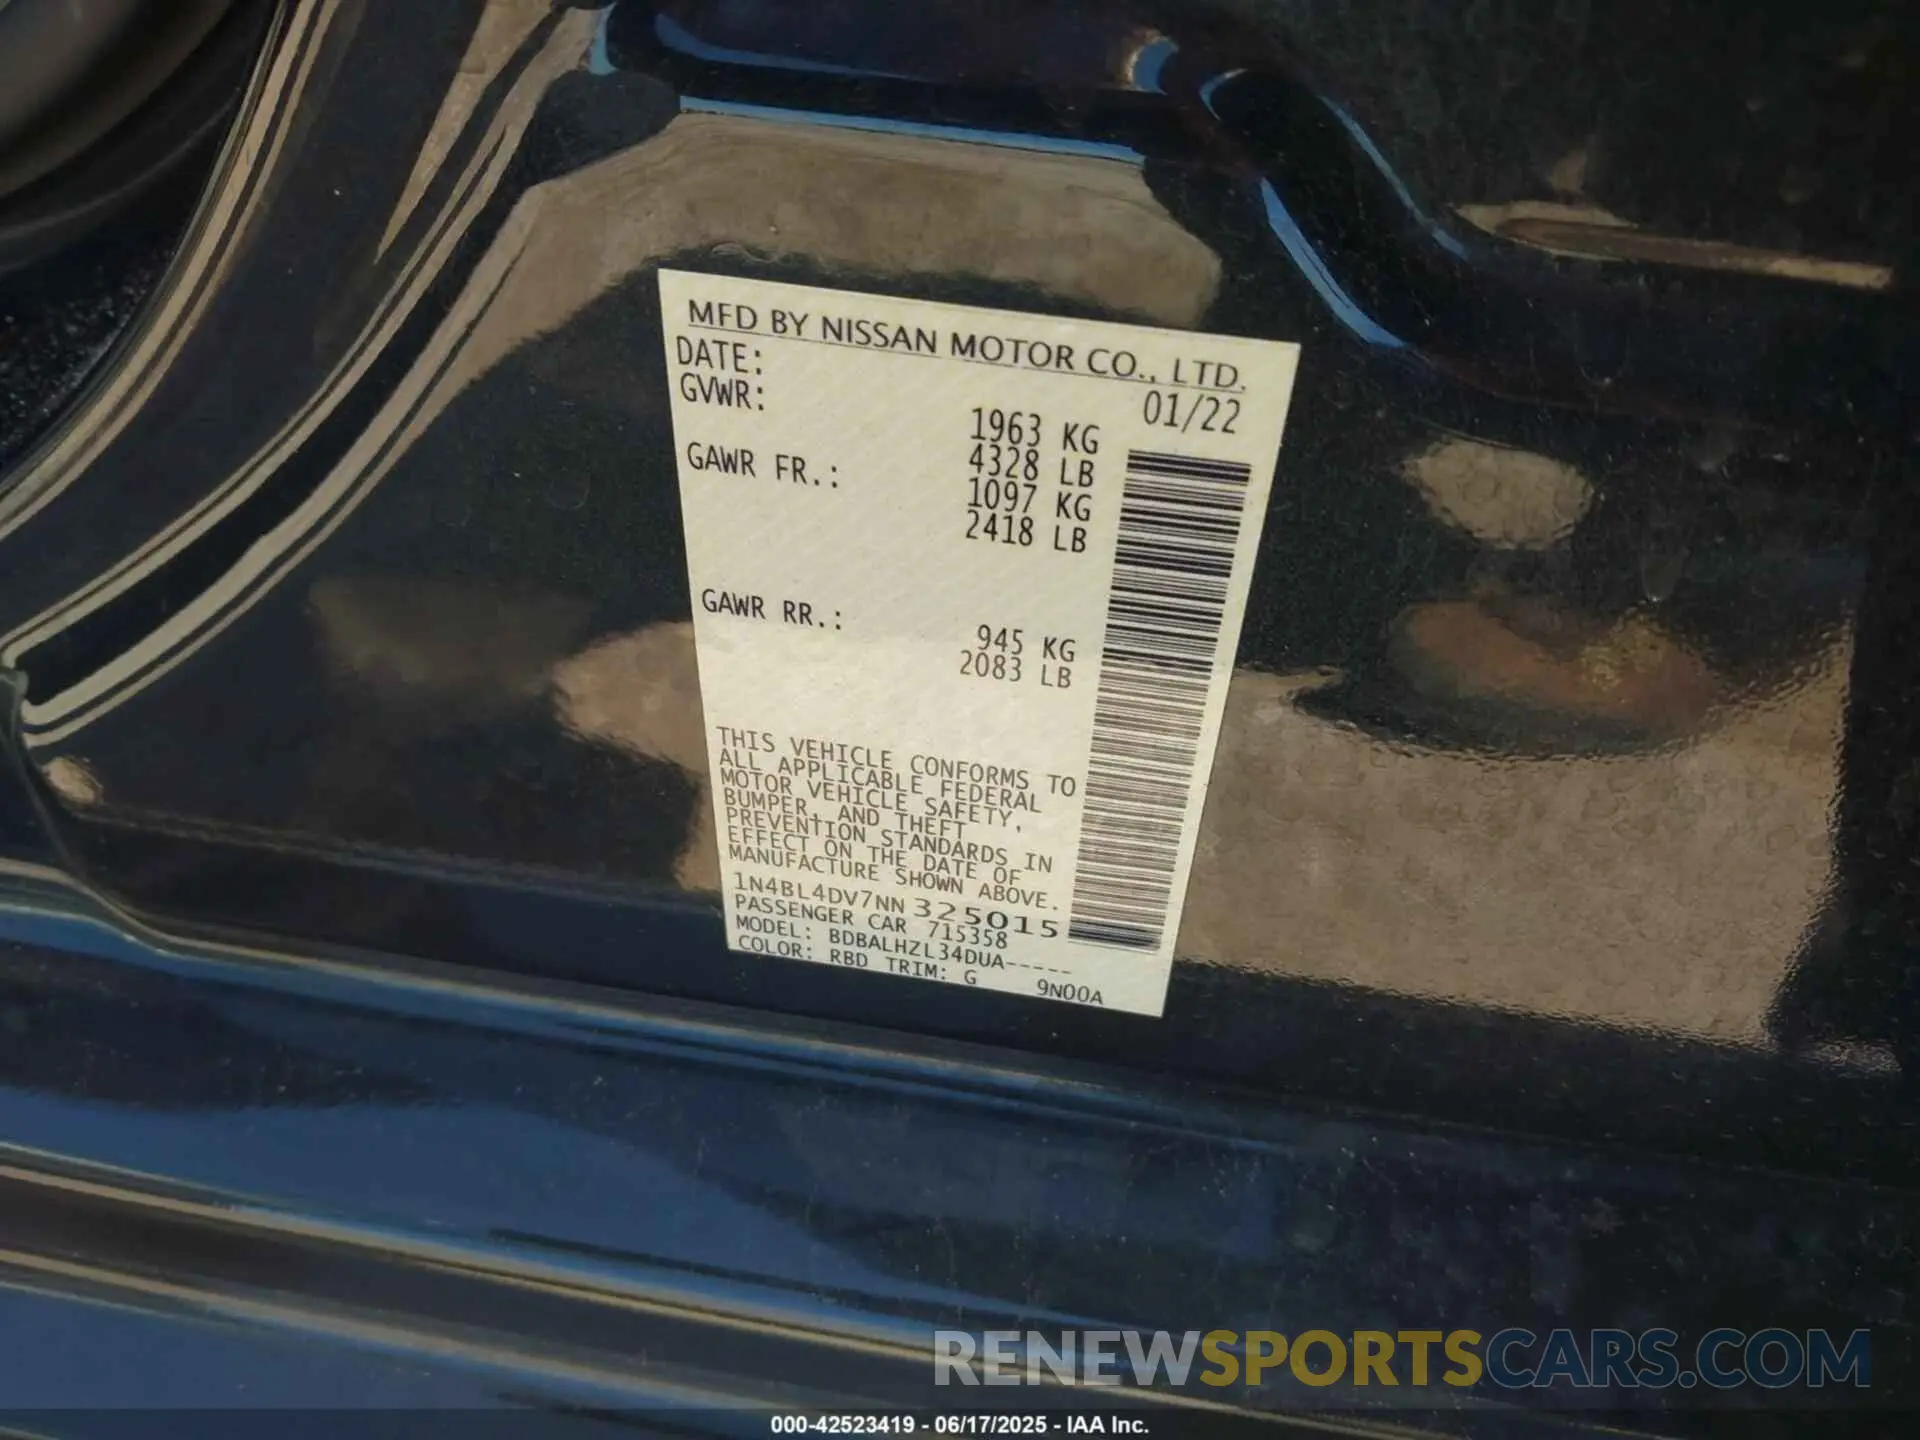 MFD BY NISSAN MOTOR CO., LTD.
DATE: 01/22
GVWR: 1963 KG
4328 LB
GAWR FR.: 1097 KG
2418 LB
GAWR RR.: 945 KG
2083 LB
THIS VEHICLE CONFORMS TO
ALL APPLICABLE FEDERAL
MOTOR VEHICLE SAFETY,
BUMPER, AND THEFT
PREVENTION STANDARDS IN
EFFECT ON THE DATE OF
MANUFACTURE SHOWN ABOVE.
1N4BL4DV7NN325015
PASSENGER CAR 715358
MODEL: BDBALHZL34DUA-----
COLOR: RBD TRIM: G 9N00A
RENEWSPORTSCARS.COM
000-42523419 - 06/17/2025 - IAA Inc.